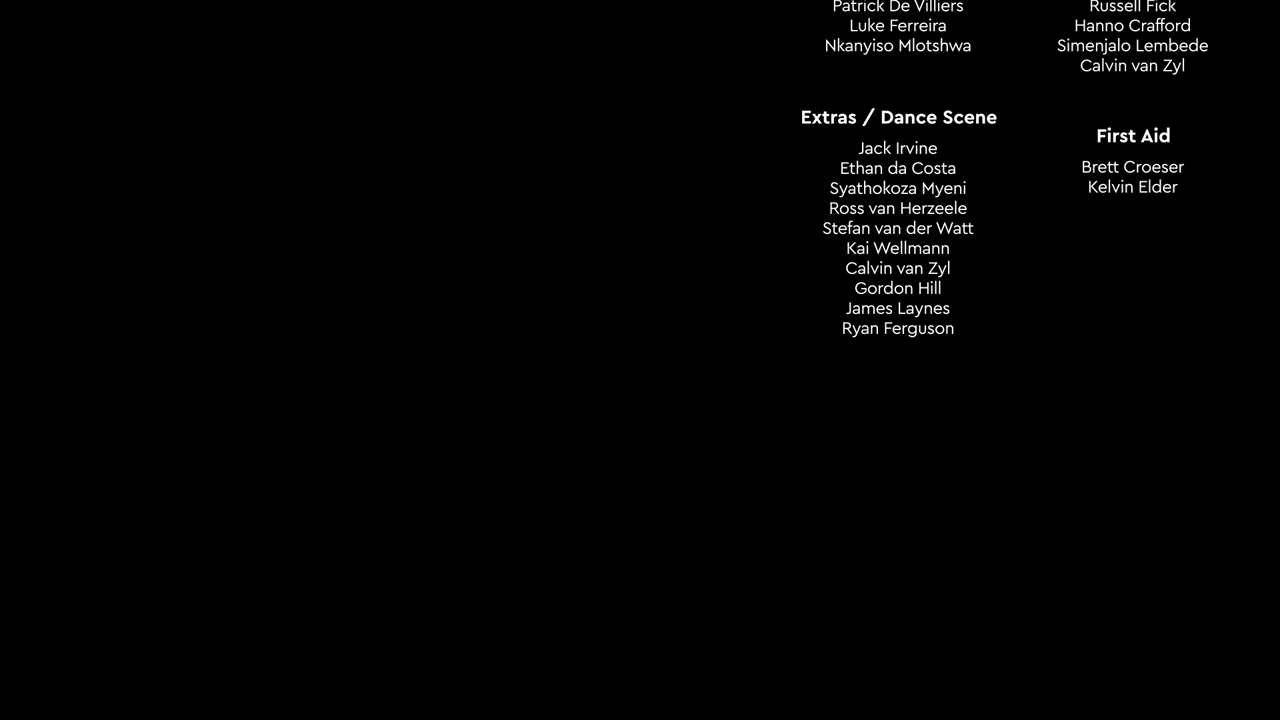 Patrick De Villiers
Luke Ferreira
Nkanyiso Mlotshwa
Extras / Dance Scene
Jack Irvine
Ethan da Costa
Syathokoza Myeni
Ross van Herzeele
Stefan van der Watt
Kai Wellmann
Calvin van Zyl
Gordon Hill
James Laynes
Ryan Ferguson
Russell Fick
Hanno Crafford
Simenjalo Lembede
Calvin van Zyl
First Aid
Brett Croeser
Kelvin Elder